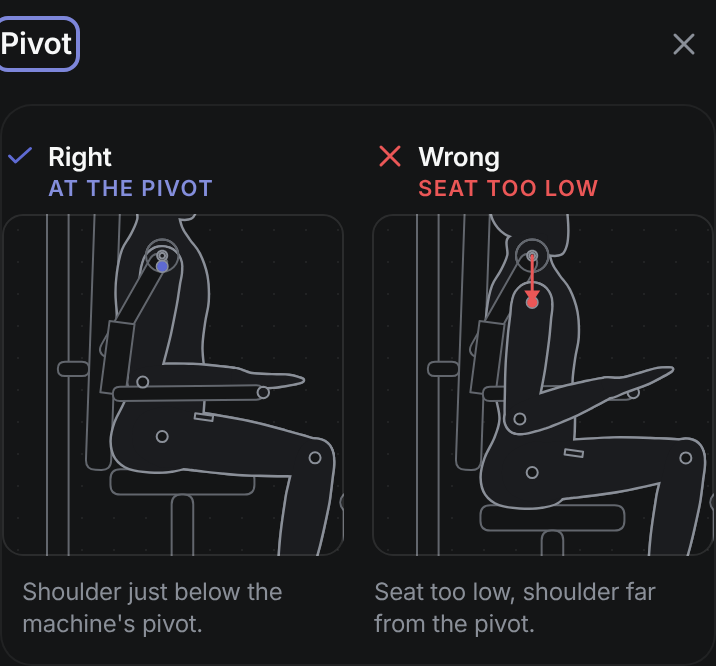 Pivot
Right
AT THE PIVOT
Shoulder just below the
machine's pivot.
Wrong
SEAT TOO LOW
Seat too low, shoulder far
from the pivot.